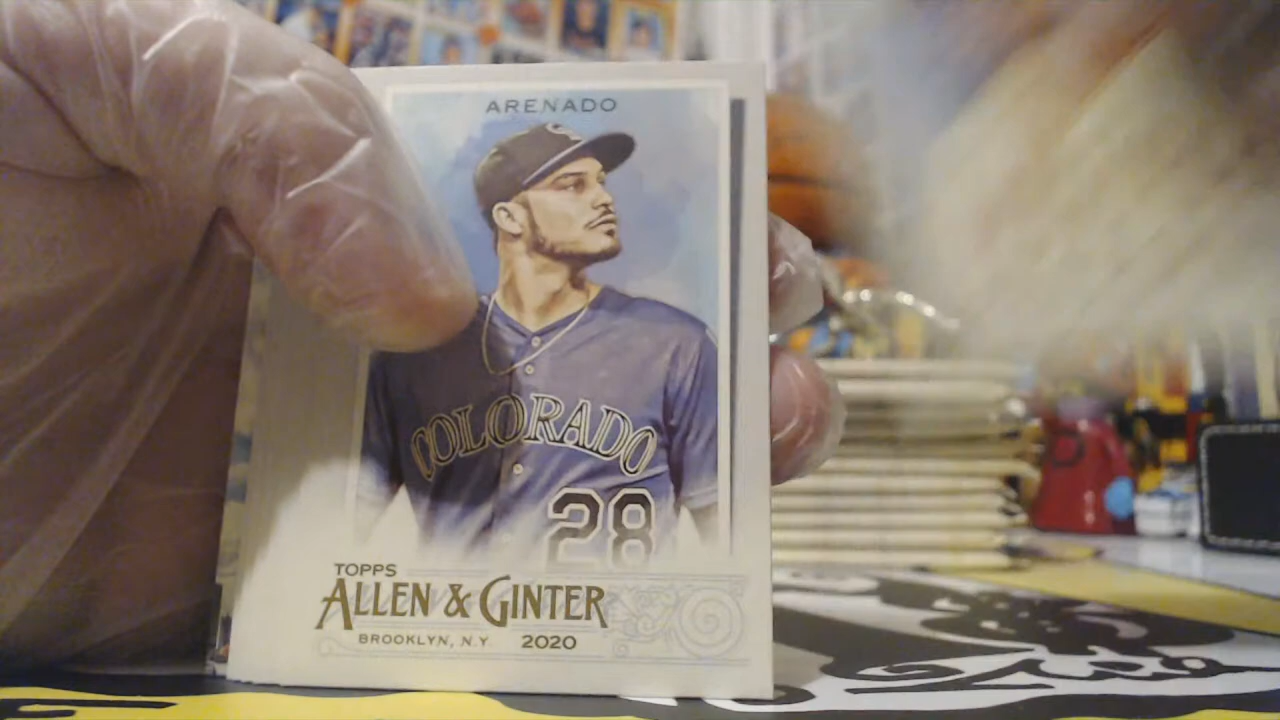 ARENADO
COLORADO
28
TOPPS
ALLEN & GINTER
BROOKLYN, N.Y. 2020